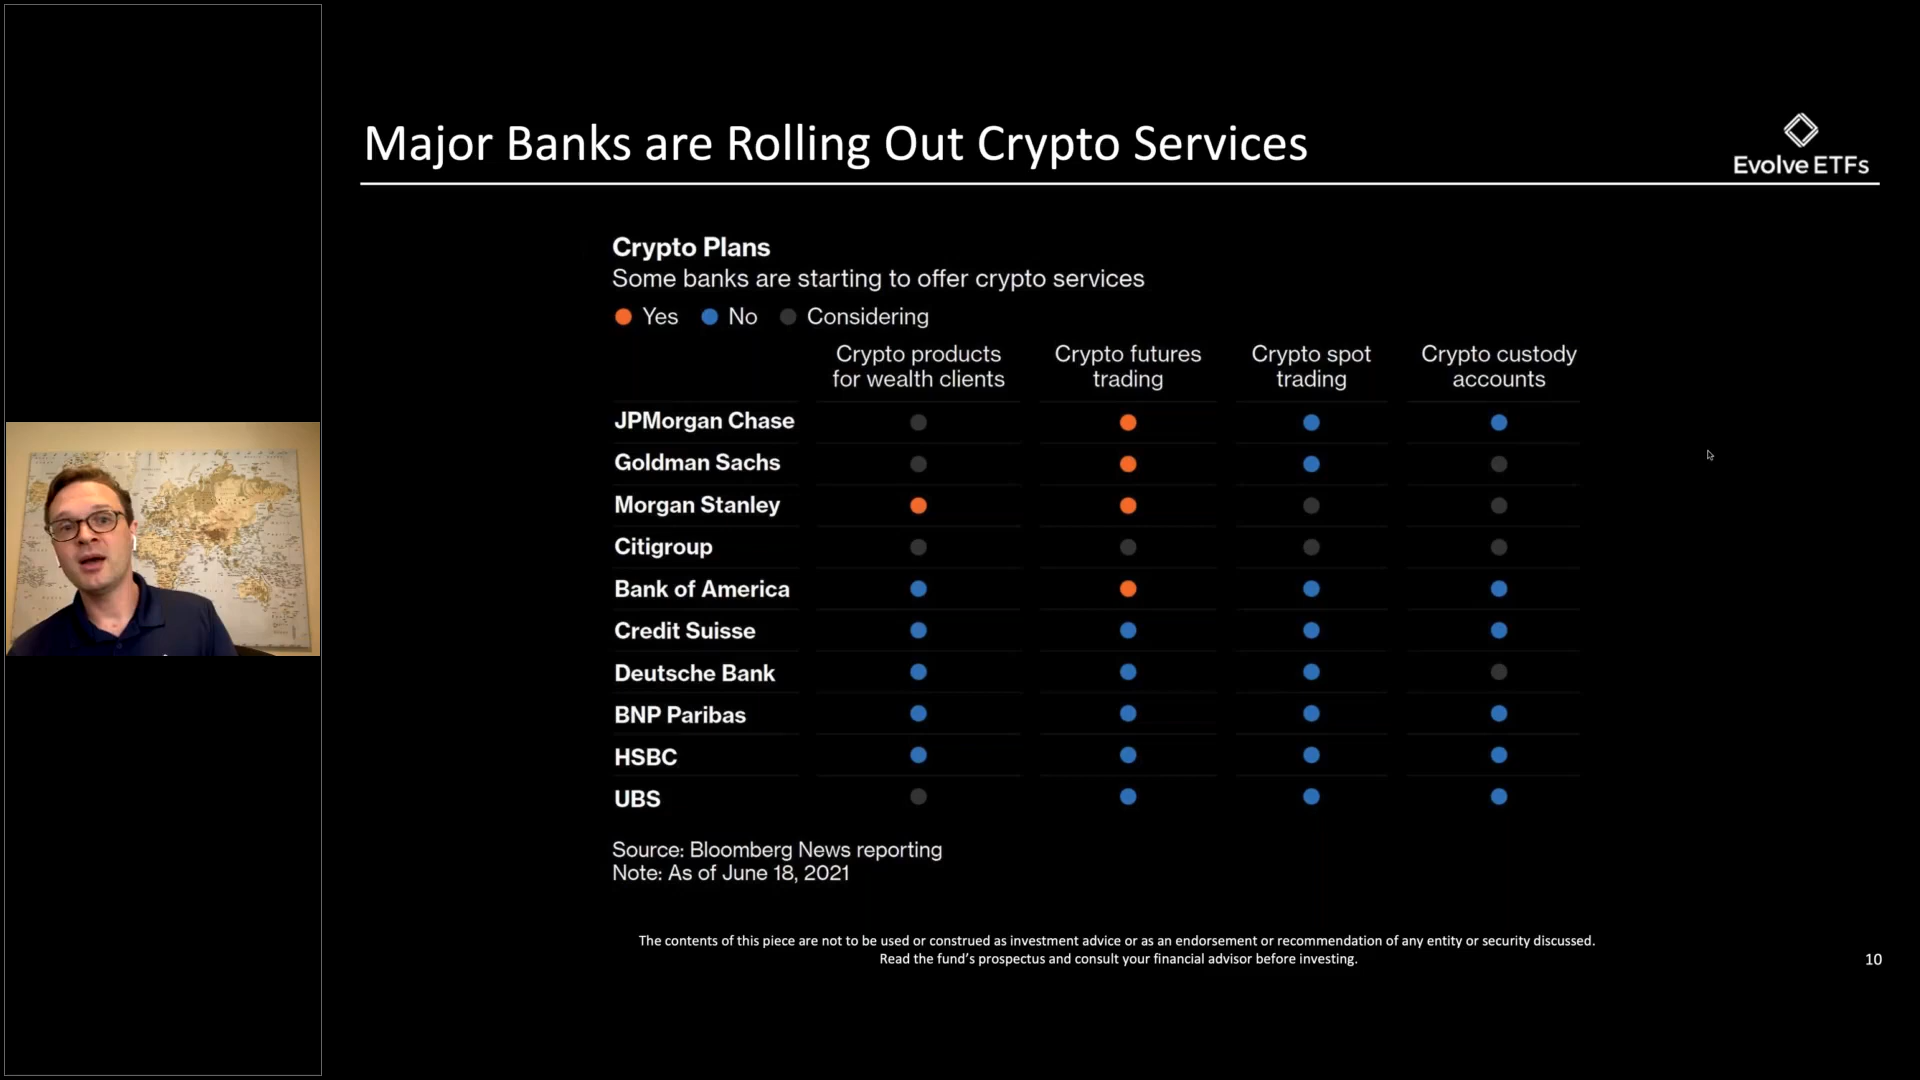 Major Banks are Rolling Out Crypto Services
Evolve ETFs
Crypto Plans
Some banks are starting to offer crypto services
Yes No Considering
Crypto products for wealth clients
Crypto futures trading
Crypto spot trading
Crypto custody accounts
JPMorgan Chase
Goldman Sachs
Morgan Stanley
Citigroup
Bank of America
Credit Suisse
Deutsche Bank
BNP Paribas
HSBC
UBS
Source: Bloomberg News reporting
Note: As of June 18, 2021
The contents of this piece are not to be used or construed as investment advice or as an endorsement or recommendation of any entity or security discussed.
Read the fund's prospectus and consult your financial advisor before investing.
10